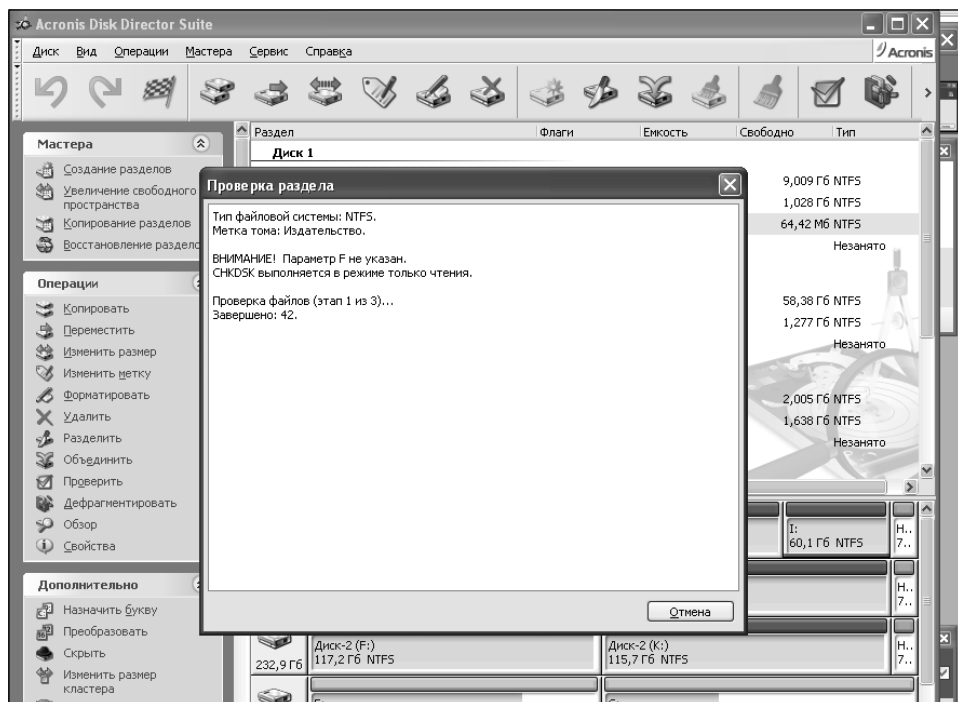 Acronis Disk Director Suite
Диск Вид Операции Мастера Сервис Справка
Acronis
Мастера
Создание разделов
Увеличение свободного пространства
Копирование разделов
Восстановление
Операции
Копировать
Переместить
Изменить размер
Изменить метку
Форматировать
Удалить
Разделить
Объединить
Проверить
Дефрагментировать
Обзор
Свойства
Дополнительно
Назначить букву
Преобразовать
Скрыть
Изменить размер кластера
Раздел Флаги Емкость Свободно Тип
Диск 1
9,009 Гб NTFS
1,028 Гб NTFS
64,42 Мб NTFS
Незанято
58,38 Гб NTFS
1,277 Гб NTFS
Незанято
2,005 Гб NTFS
1,638 Гб NTFS
Незанято
Проверка раздела
Тип файловой системы: NTFS.
Метка тома: Издательство.
ВНИМАНИЕ! Параметр F не указан.
CHKDSK выполняется в режиме только чтения.
Проверка файлов (этап 1 из 3)...
Завершено: 42.
Отмена
I:
60,1 Гб NTFS
Н..
7..
Н..
7..
232,9 Гб
Диск-2 (F:)
117,2 Гб NTFS
Диск-2 (K:)
115,7 Гб NTFS
Н..
7..